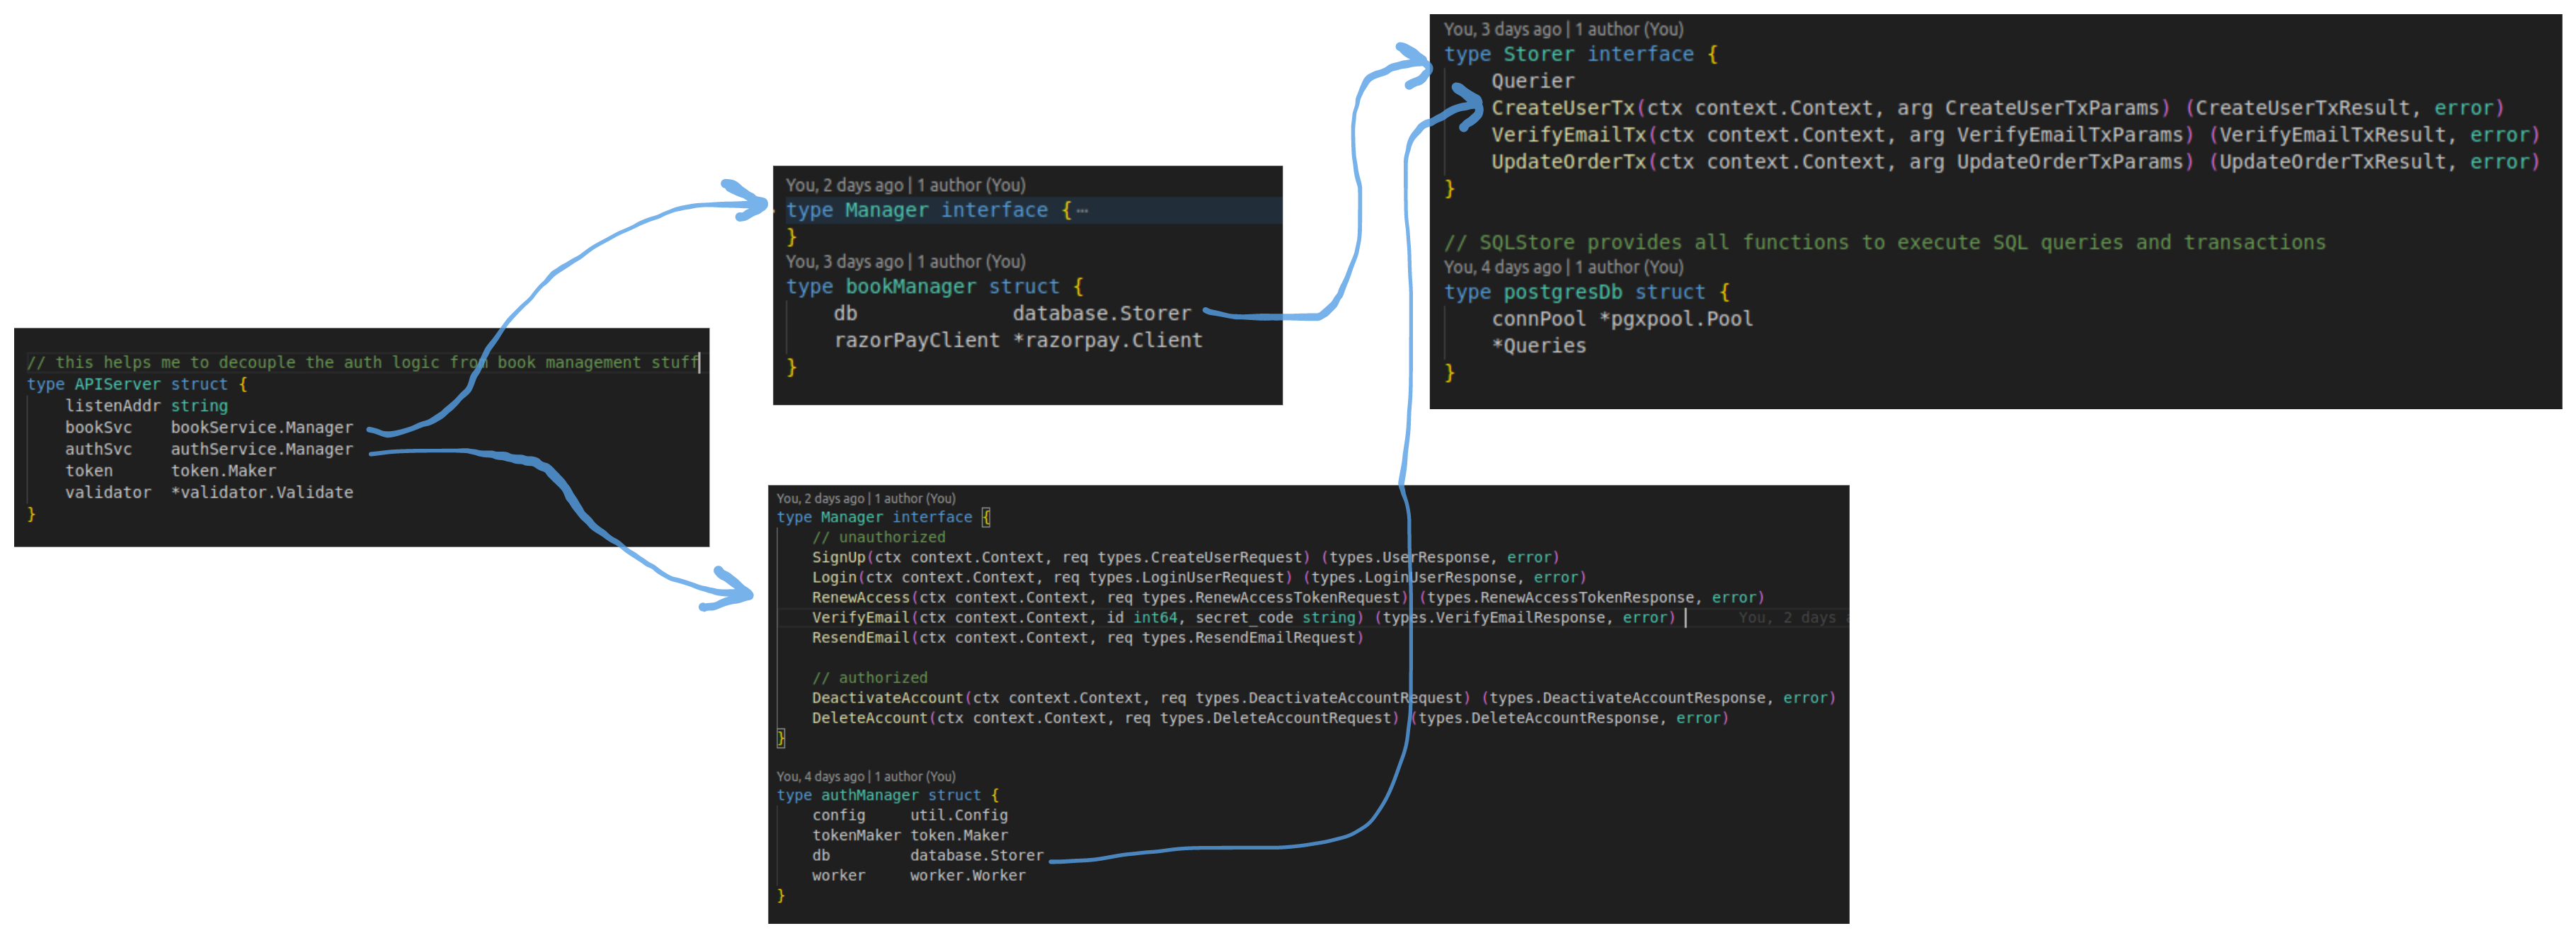 // this helps me to decouple the auth logic from book management stuff
type APIServer struct {
    listenAddr string
    bookSvc    bookService.Manager
    authSvc    authService.Manager
    token      token.Maker
    validator  *validator.Validate
}
You, 2 days ago | 1 author (You)
type Manager interface { ⋯
}
You, 3 days ago | 1 author (You)
type bookManager struct {
    db             database.Storer
    razorPayClient *razorpay.Client
}
You, 3 days ago | 1 author (You)
type Storer interface {
    Querier
    CreateUserTx(ctx context.Context, arg CreateUserTxParams) (CreateUserTxResult, error)
    VerifyEmailTx(ctx context.Context, arg VerifyEmailTxParams) (VerifyEmailTxResult, error)
    UpdateOrderTx(ctx context.Context, arg UpdateOrderTxParams) (UpdateOrderTxResult, error)
}
// SQLStore provides all functions to execute SQL queries and transactions
You, 4 days ago | 1 author (You)
type postgresDb struct {
    connPool *pgxpool.Pool
    *Queries
}
You, 2 days ago | 1 author (You)
type Manager interface {
    // unauthorized
    SignUp(ctx context.Context, req types.CreateUserRequest) (types.UserResponse, error)
    Login(ctx context.Context, req types.LoginUserRequest) (types.LoginUserResponse, error)
    RenewAccess(ctx context.Context, req types.RenewAccessTokenRequest) (types.RenewAccessTokenResponse, error)
    VerifyEmail(ctx context.Context, id int64, secret_code string) (types.VerifyEmailResponse, error) You, 2 days a
    ResendEmail(ctx context.Context, req types.ResendEmailRequest)
    // authorized
    DeactivateAccount(ctx context.Context, req types.DeactivateAccountRequest) (types.DeactivateAccountResponse, error)
    DeleteAccount(ctx context.Context, req types.DeleteAccountRequest) (types.DeleteAccountResponse, error)
}
You, 4 days ago | 1 author (You)
type authManager struct {
    config     util.Config
    tokenMaker token.Maker
    db         database.Storer
    worker     worker.Worker
}